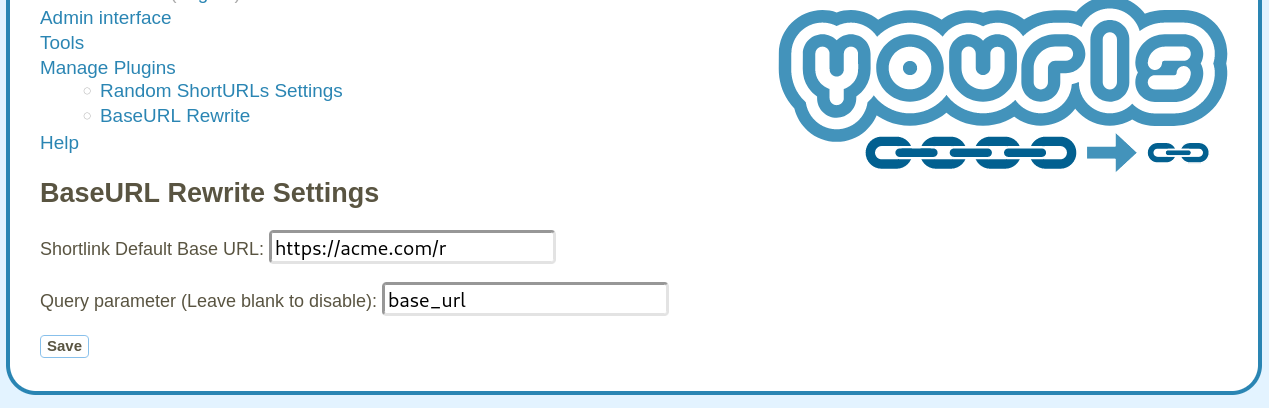 Admin interface
Tools
Manage Plugins
Random ShortURLs Settings
BaseURL Rewrite
Help
yourls
BaseURL Rewrite Settings
Shortlink Default Base URL: https://acme.com/r
Query parameter (Leave blank to disable): base_url
Save